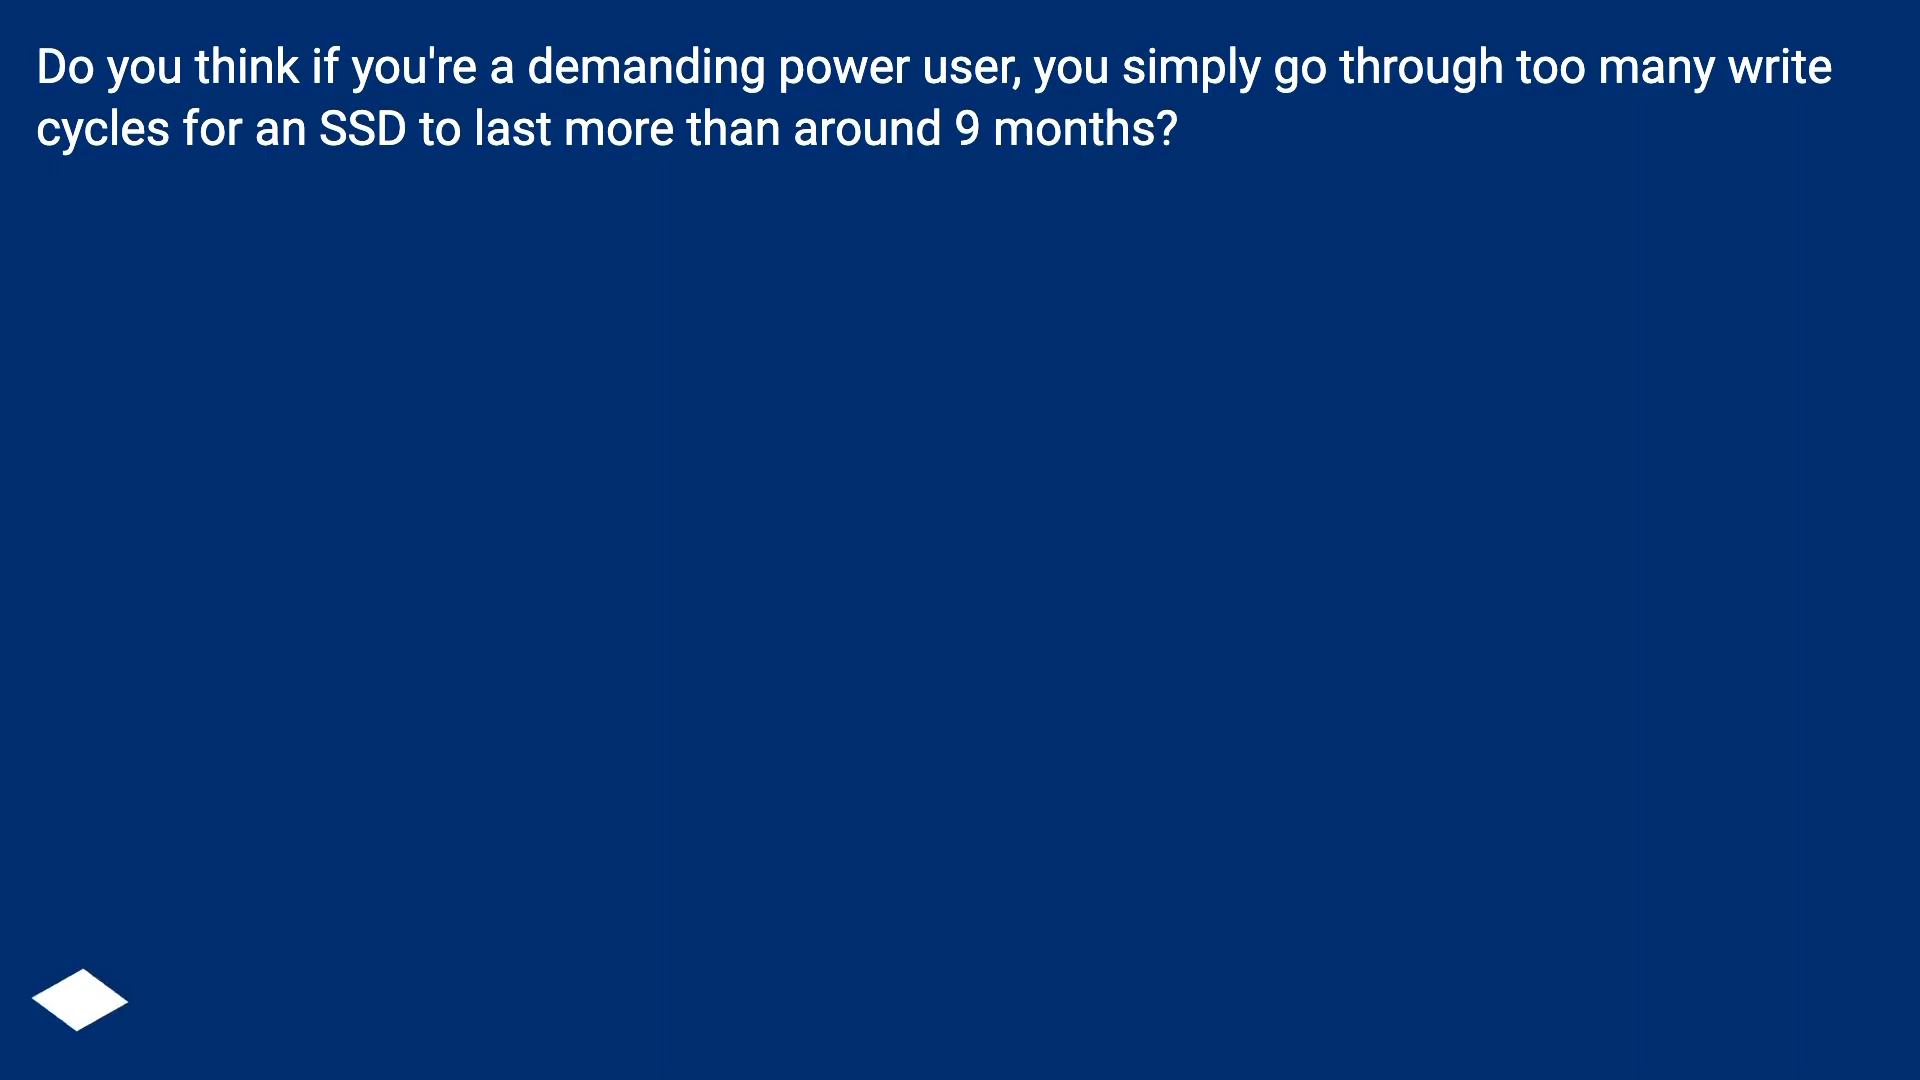 Do you think if you're a demanding power user, you simply go through too many write
cycles for an SSD to last more than around 9 months?